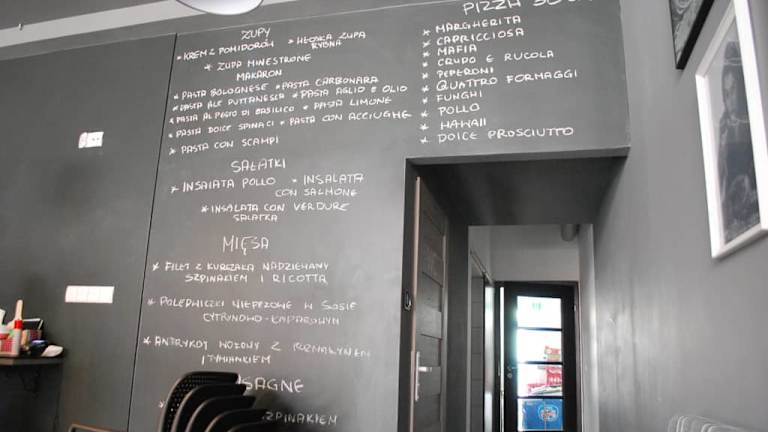 ZUPY
* KREM Z POMIDORÓW * WŁOSKA ZUPA
RYBNA
* ZUPA MINESTRONE
MAKARON
* PASTA BOLOGNESE * PASTA CARBONARA
* PASTA ALE PUTTANESCA * PASTA AGLIO E OLIO
* PASTA AL PESTO DI BASILICO * PASTA LIMONE
* PASTA DOLCE SPINACI * PASTA CON ACCIUGHE
* PASTA CON SCAMPI
SAŁATKI
* INSALATA POLLO * INSALATA
CON SALMONE
* INSALATA CON VERDURE
SALATKA
MIĘSA
* FILET Z KURCZAKA NADZIEWANY
SZPINAKIEM I RICOTTĄ
* POLĘDWICZKI WIEPRZOWE W SOSIE
CYTRYNOWO-KAPAROWYM
* ANTRYKOT WOŁOWY Z ROZMARYNEM
I TYMIANKIEM
SAGNE
SZPINAKIEM
PIZZA
* MARGHERITA
* CAPRICCIOSA
* MAFIA
* CRUDO E RUCOLA
* PEPERONI
* QUATTRO FORMAGGI
* FUNGHI
* POLLO
* HAWAII
* DOLCE PROSCIUTTO